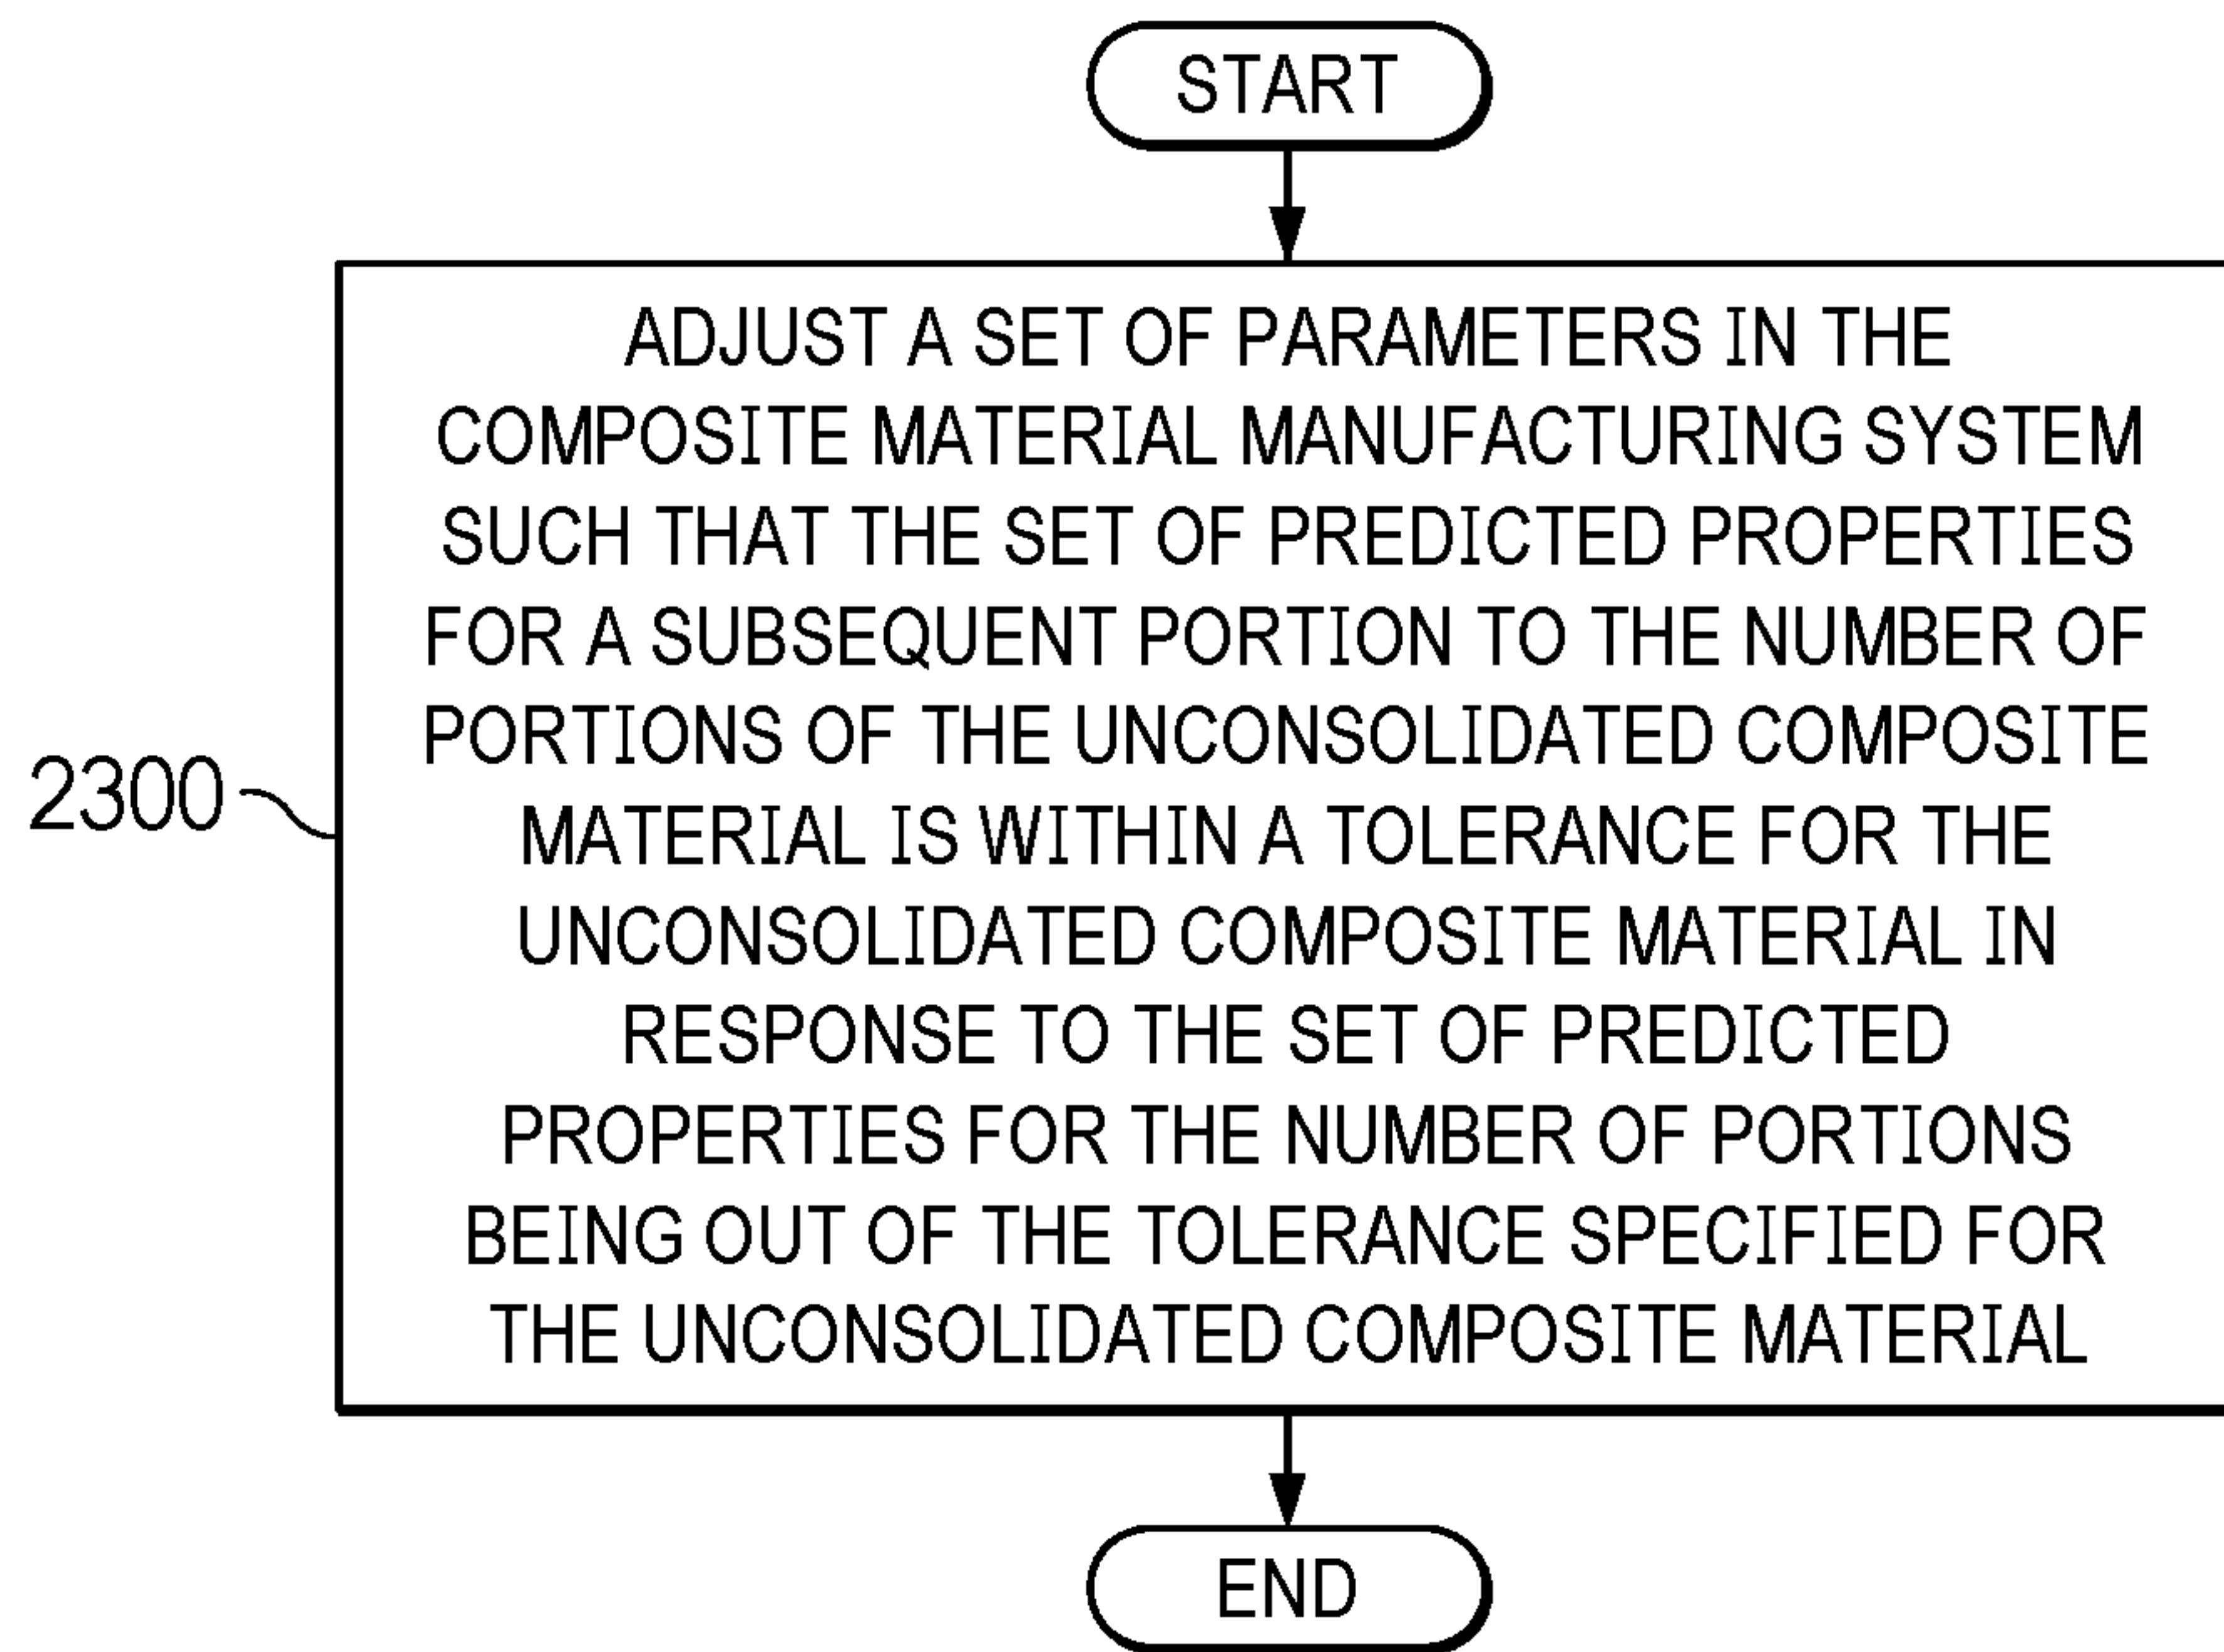 START
ADJUST A SET OF PARAMETERS IN THE
COMPOSITE MATERIAL MANUFACTURING SYSTEM
SUCH THAT THE SET OF PREDICTED PROPERTIES
FOR A SUBSEQUENT PORTION TO THE NUMBER OF
PORTIONS OF THE UNCONSOLIDATED COMPOSITE
2300
MATERIAL IS WITHIN A TOLERANCE FOR THE
UNCONSOLIDATED COMPOSITE MATERIAL IN
RESPONSE TO THE SET OF PREDICTED
PROPERTIES FOR THE NUMBER OF PORTIONS
BEING OUT OF THE TOLERANCE SPECIFIED FOR
THE UNCONSOLIDATED COMPOSITE MATERIAL
END